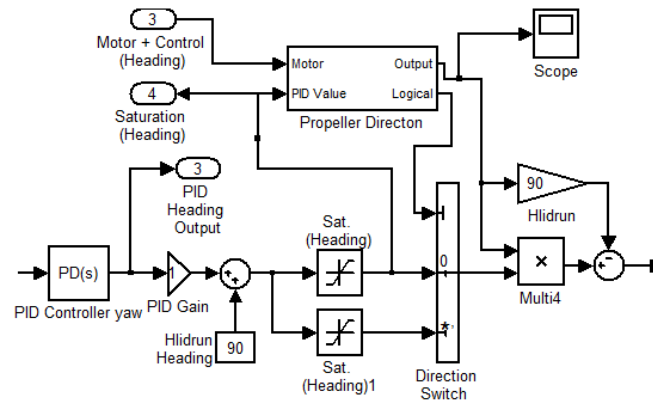 3
Motor + Control
(Heading)
Motor
Output
PID Value
Logical
Propeller Directon
Scope
4
Saturation
(Heading)
3
PID
Heading
Output
90
Hlidrun
Sat.
(Heading)
0
PD(s)
PID Controller yaw
1
PID Gain
+
+
×
Multi4
+
−
Hlidrun
Heading
90
*,
Sat.
(Heading)1
Direction
Switch